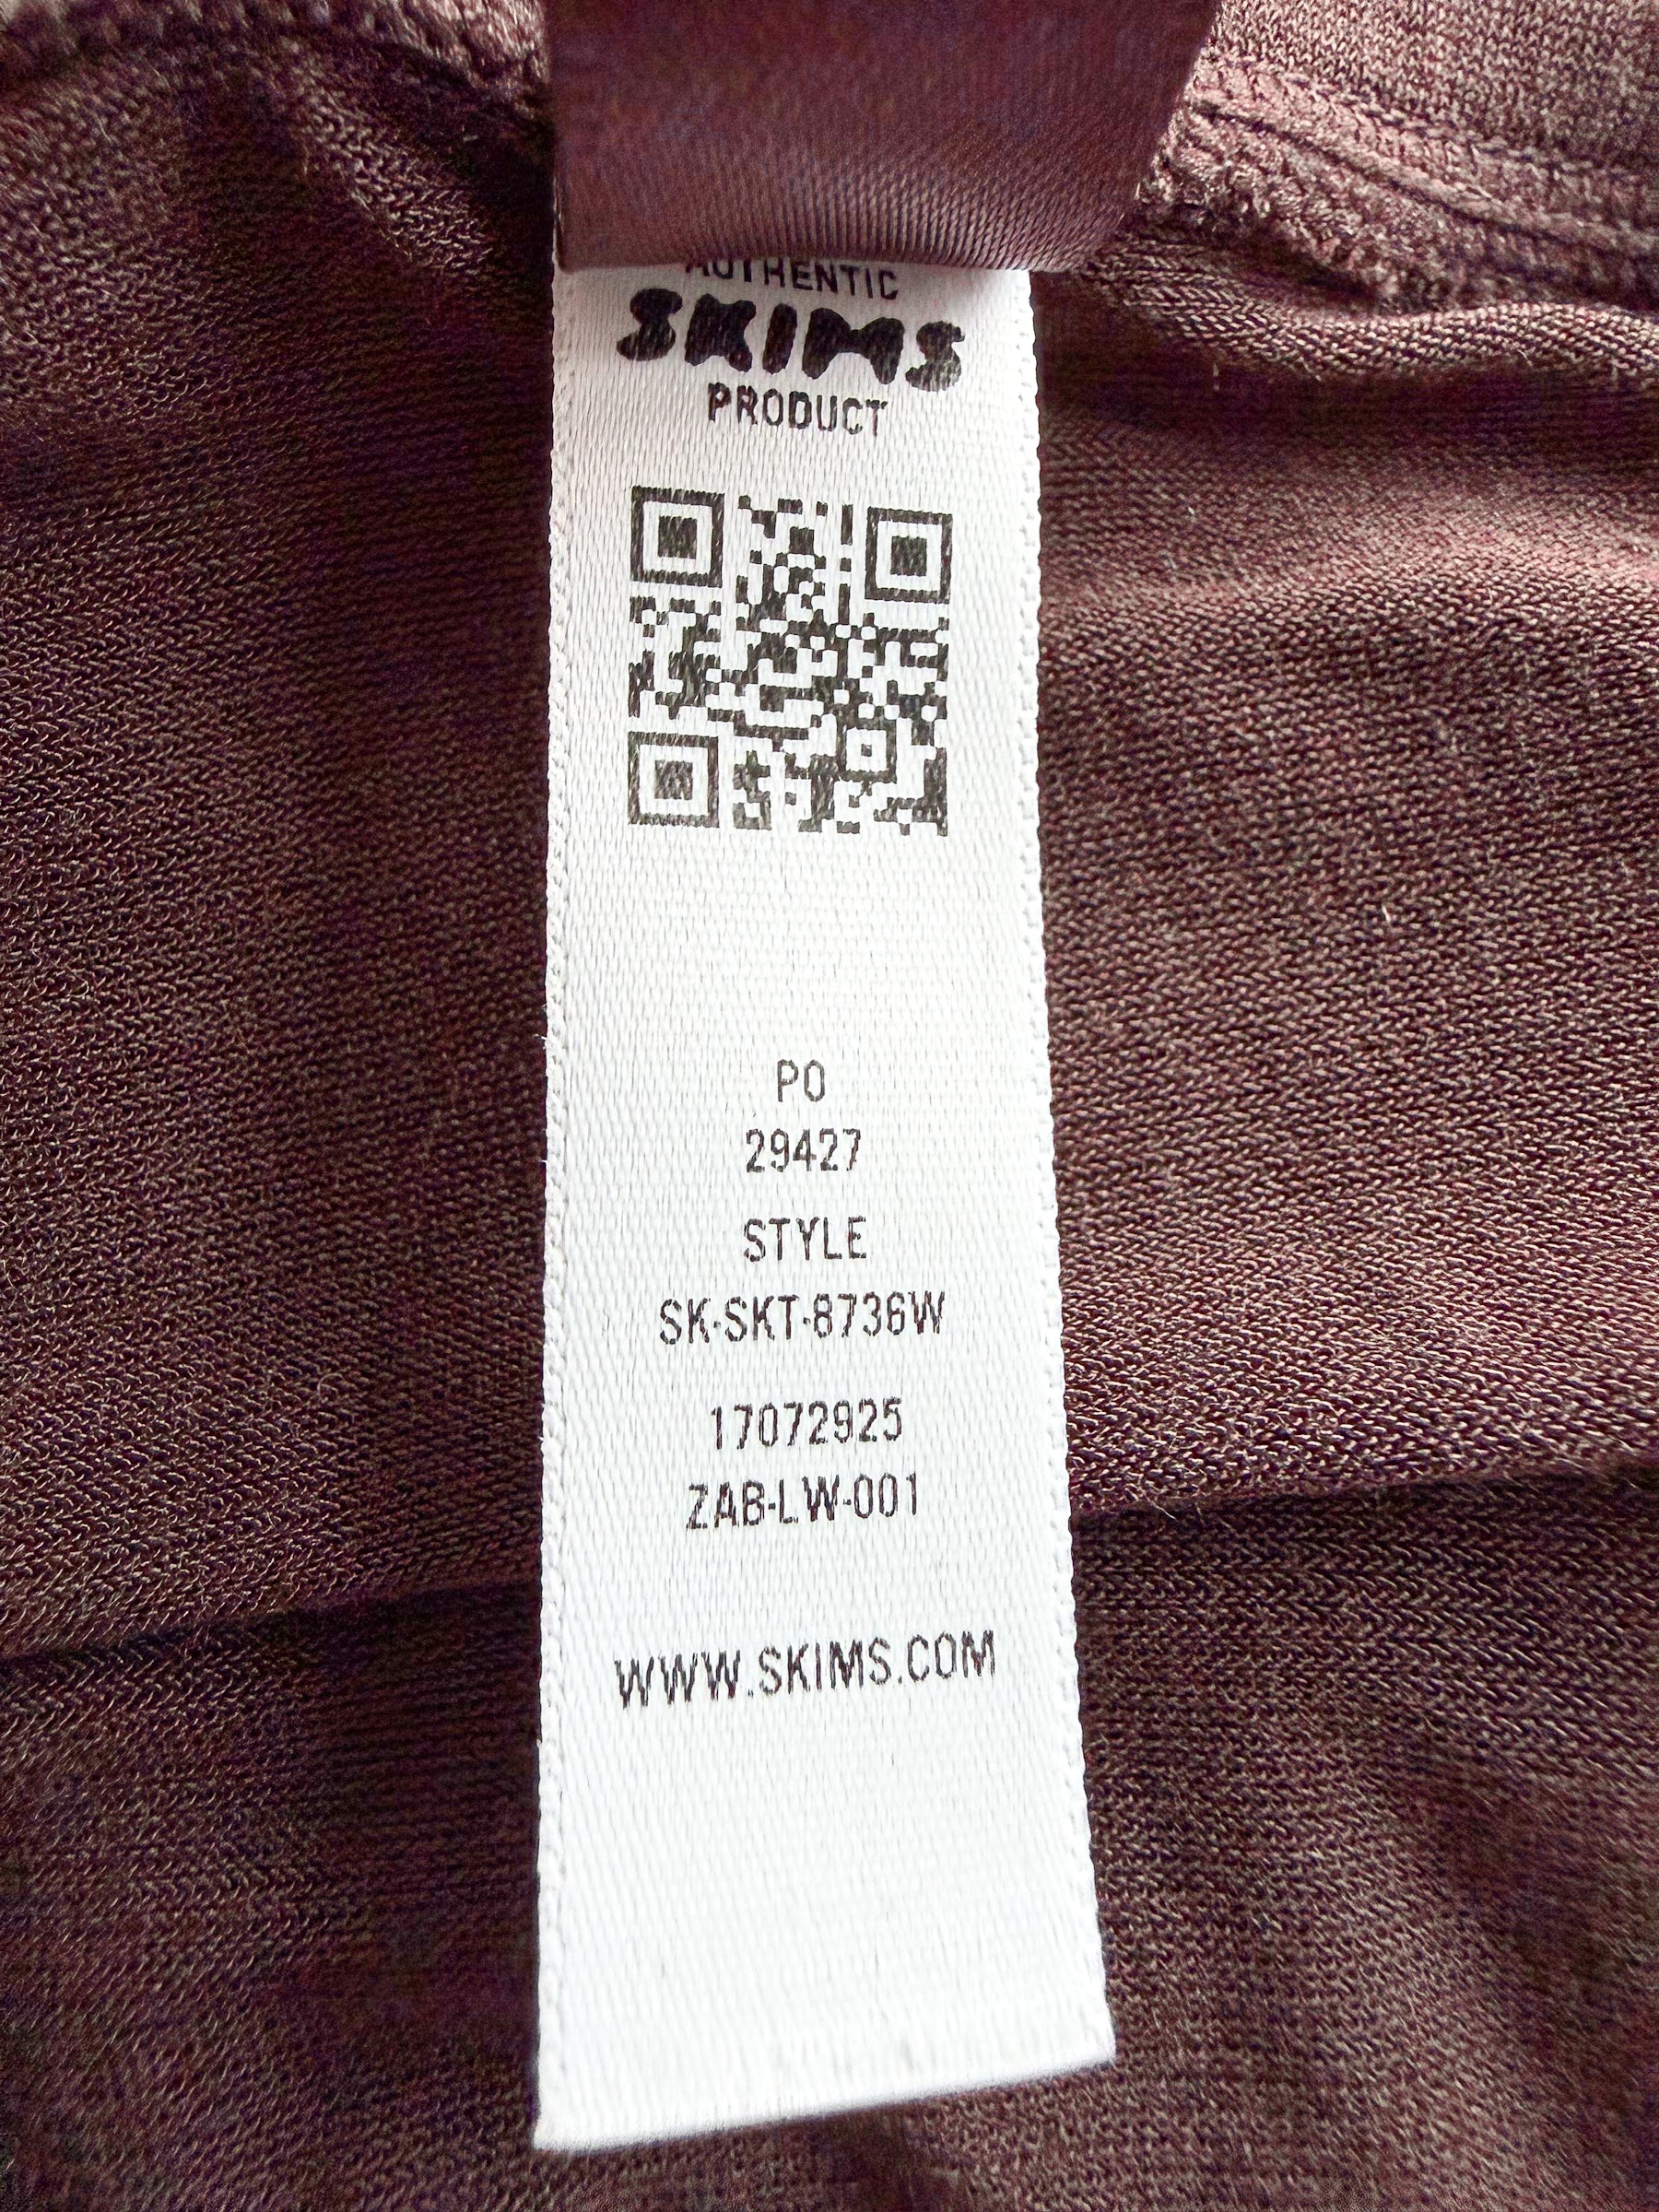 AUTHENTIC
SKIMS
PRODUCT
PO
29427
STYLE
SK-SKT-8736W
17072925
ZAB-LW-001
WWW.SKIMS.COM